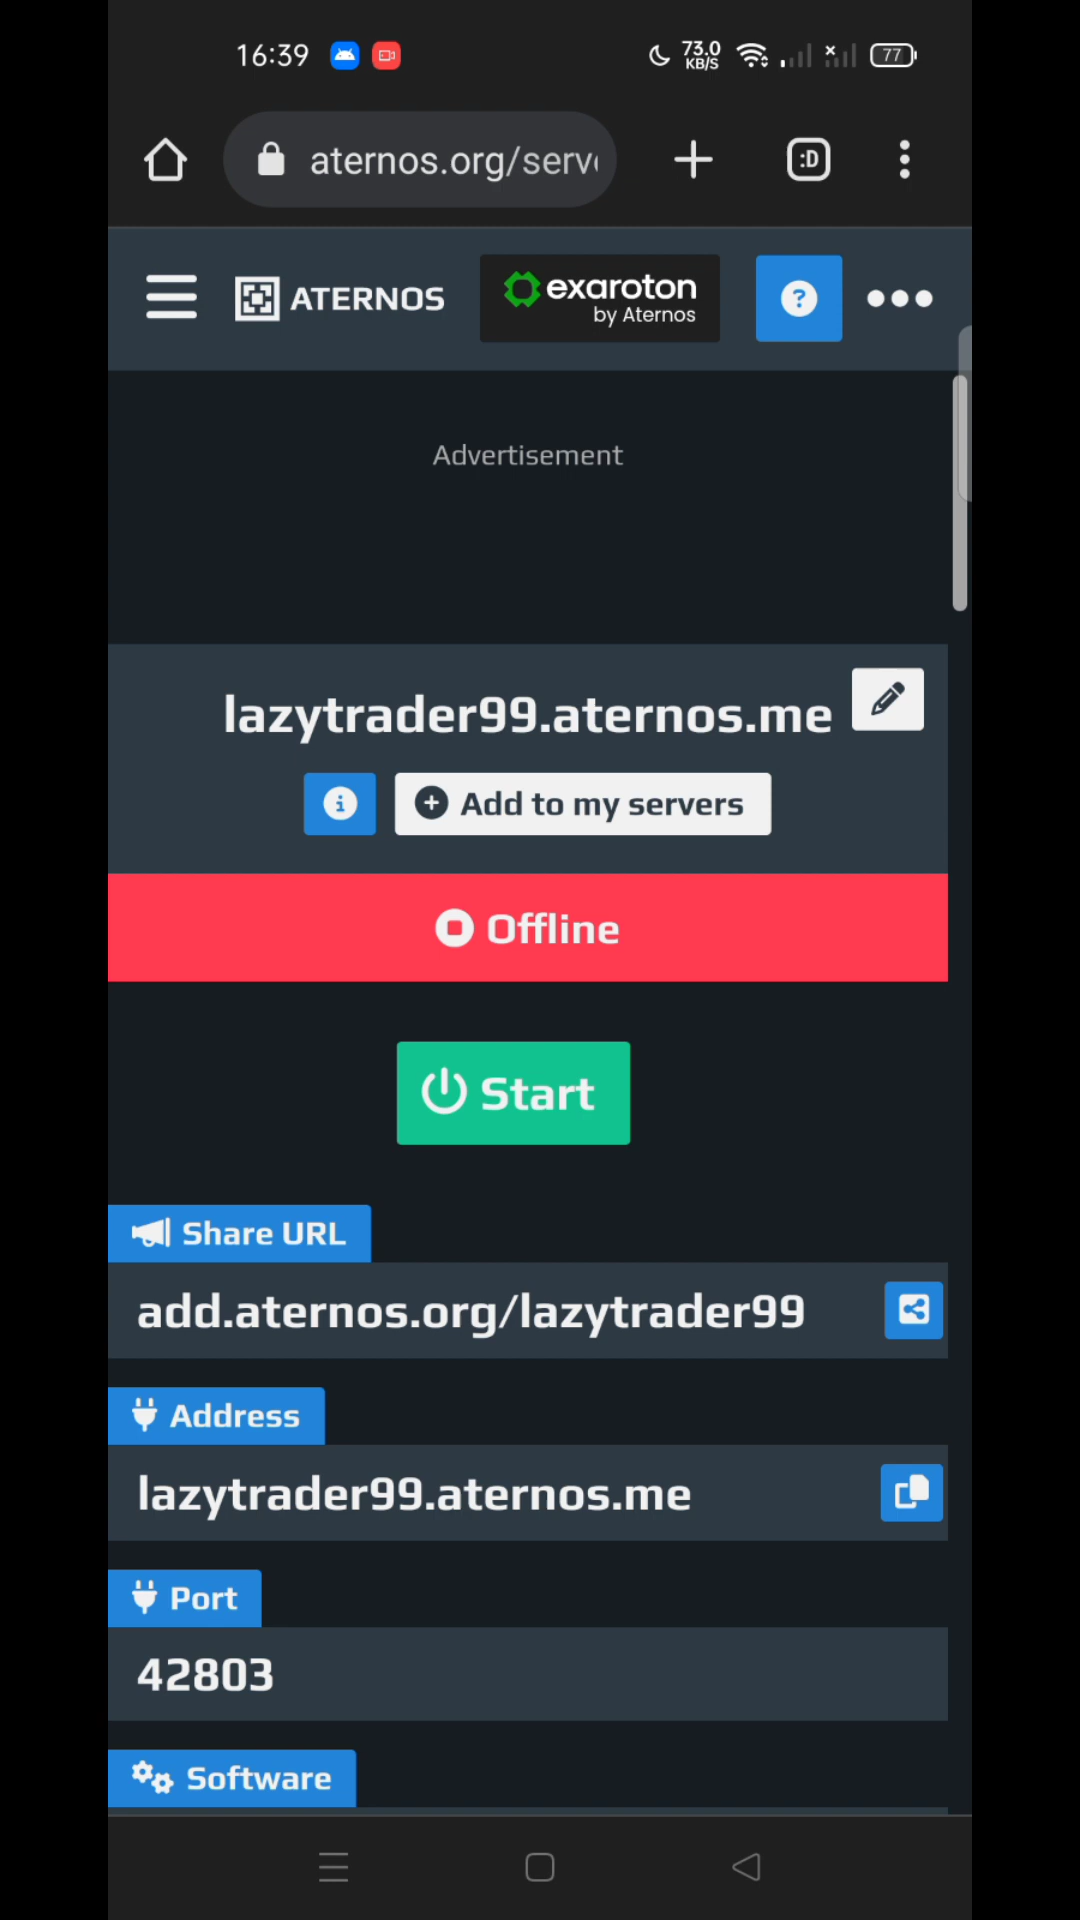 16:39
73.0
KB/S
77
aternos.org/serv
:D
ATERNOS
exaroton
by Aternos
?
Advertisement
lazytrader99.aternos.me
Add to my servers
Offline
Start
Share URL
add.aternos.org/lazytrader99
Address
lazytrader99.aternos.me
Port
42803
Software